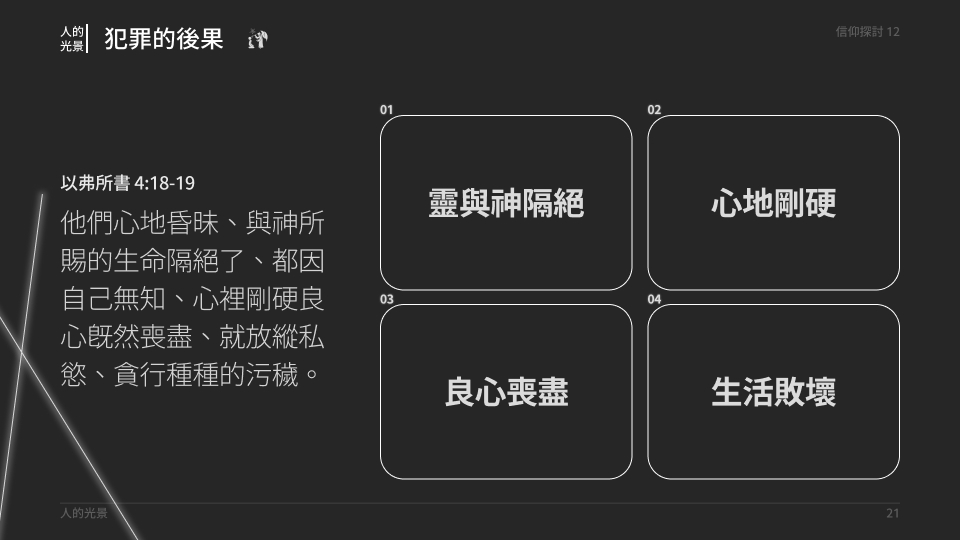 人的
光景
犯罪的後果
信仰探討 12
以弗所書 4:18-19
他們心地昏昧、與神所
賜的生命隔絕了、都因
自己無知、心裡剛硬良
心既然喪盡、就放縱私
慾、貪行種種的污穢。
01
靈與神隔絕
02
心地剛硬
03
良心喪盡
04
生活敗壞
人的光景
21